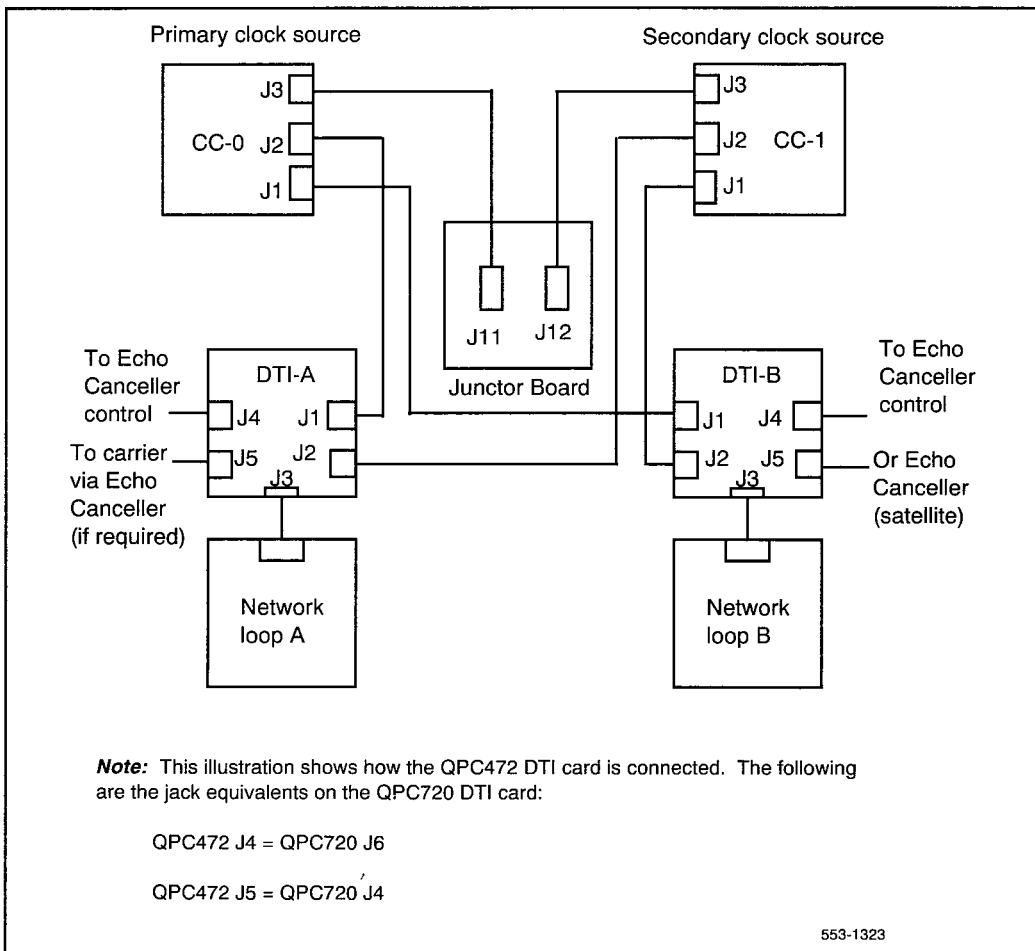 Primary clock source
Secondary clock source
J3
CC-0
J2
J1
J3
J2
CC-1
J1
J11
J12
Junctor Board
To Echo
Canceller
control
DTI-A
J4
J1
To carrier
via Echo
Canceller
(if required)
J5
J2
J3
DTI-B
J1
J4
J2
J5
J3
To Echo
Canceller
control
Or Echo
Canceller
(satellite)
Network
loop A
Network
loop B
Note: This illustration shows how the QPC472 DTI card is connected. The following
are the jack equivalents on the QPC720 DTI card:
QPC472 J4 = QPC720 J6
QPC472 J5 = QPC720 J4
553-1323